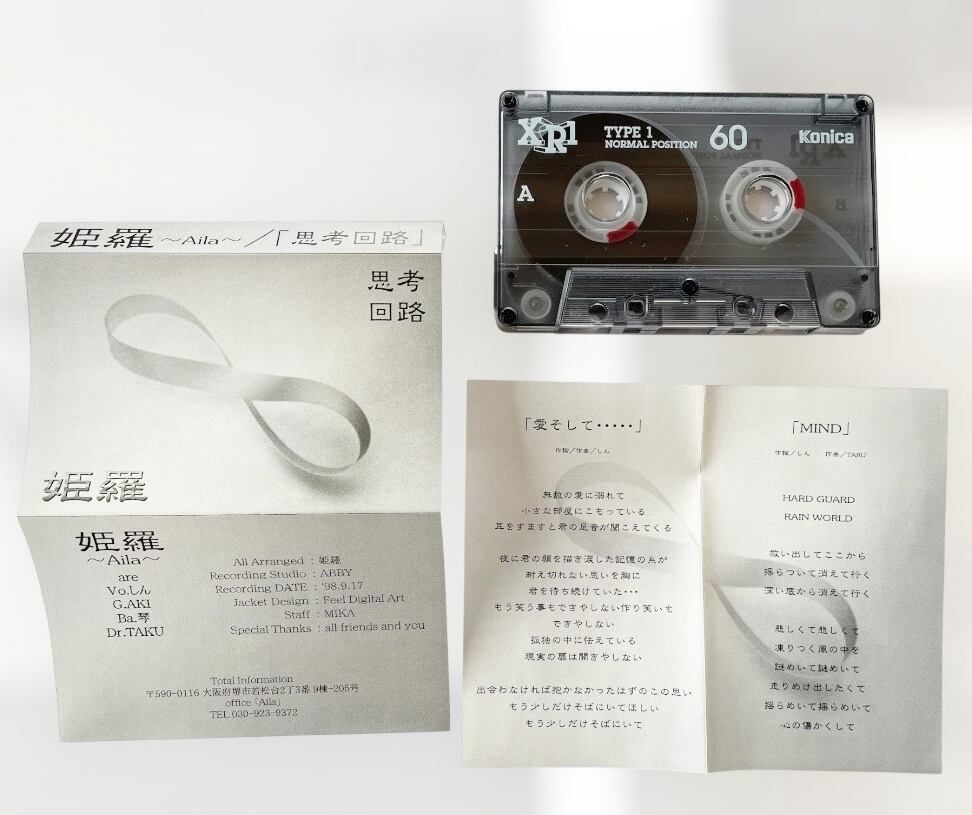 姫羅 ～Aila～／「思考回路」
思考
回路
姫羅
姫羅
～Aila～
are
Vo.しん
G.AKI
Ba.琴
Dr.TAKU
All Arranged : 姫羅
Recording Studio : ABBY
Recording DATE : '98.9.17
Jacket Design : Feel Digital Art
Staff : MIKA
Special Thanks : all friends and you
Total Information
〒590-0116 大阪府堺市若松台2丁3番 9棟-205号
office「Aila」
TEL 030-923-9372
XR1
TYPE 1
NORMAL POSITION
60
Konica
A
「愛そして・・・・・」
作詞／作曲／しん
無数の愛に溺れて
小さな部屋にこもっている
耳をすますと君の足音が聞こえてくる
夜に君の顔を描き涙した記憶の糸が
耐え切れない思いを胸に
君を待ち続けていた・・・
もう笑う事もできやしない作り笑いも
できやしない
孤独の中に怯えている
現実の扉は開きやしない
出会わなければ抱かなかったはずのこの思い
もう少しだけそばにいてほしい
もう少しだけそばにいて
「MIND」
作詞／しん 作曲／TAKU
HARD GUARD
RAIN WORLD
救い出してここから
揺らついて消えて行く
深い底から消えて行く
悲しくて悲しくて
凍りつく風の中を
謎めいて謎めいて
走りぬけ出したくて
揺らめいて揺らめいて
心の傷かくして